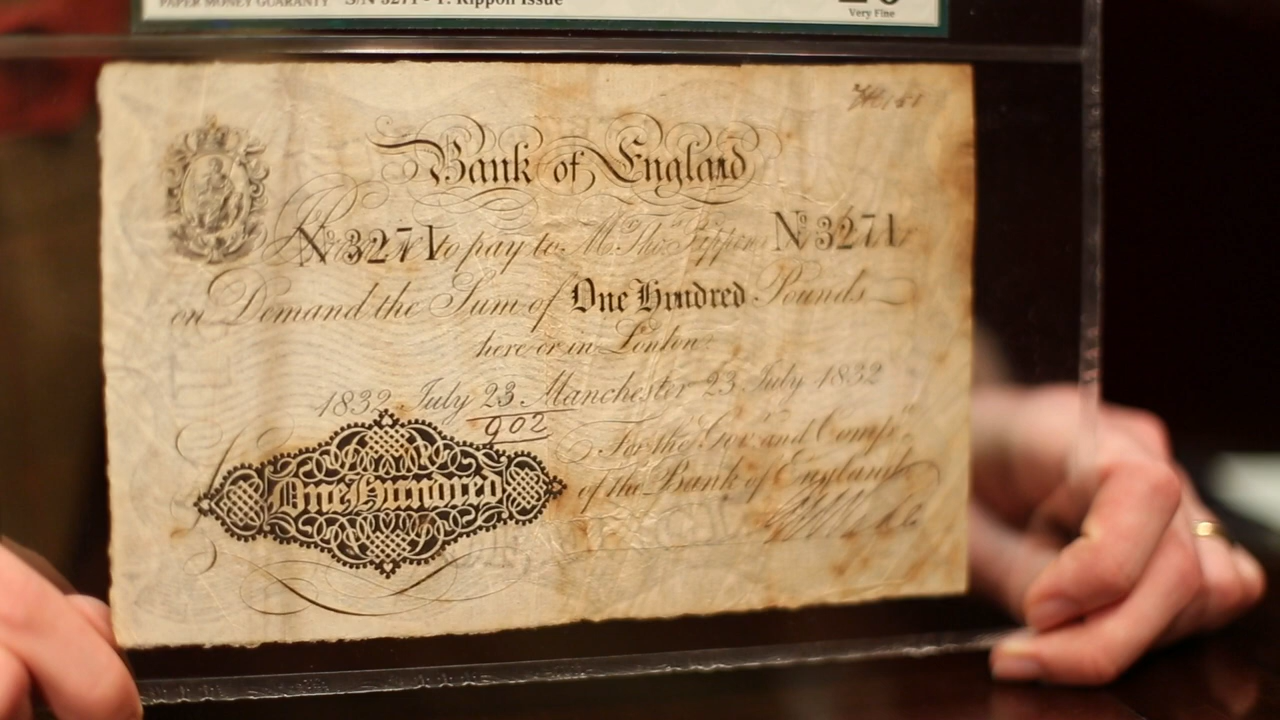 PAPER MONEY GUARANTY S/N 3271 - T. Rippon Issue
Very Fine
Bank of England
Nº 3271 to pay to M. Thos. Rippon Nº 3271
on Demand the Sum of One Hundred Pounds
here or in London
1832 July 23 Manchester 23 July 1832
902
For the Gov. and Comp.
of the Bank of England
One Hundred